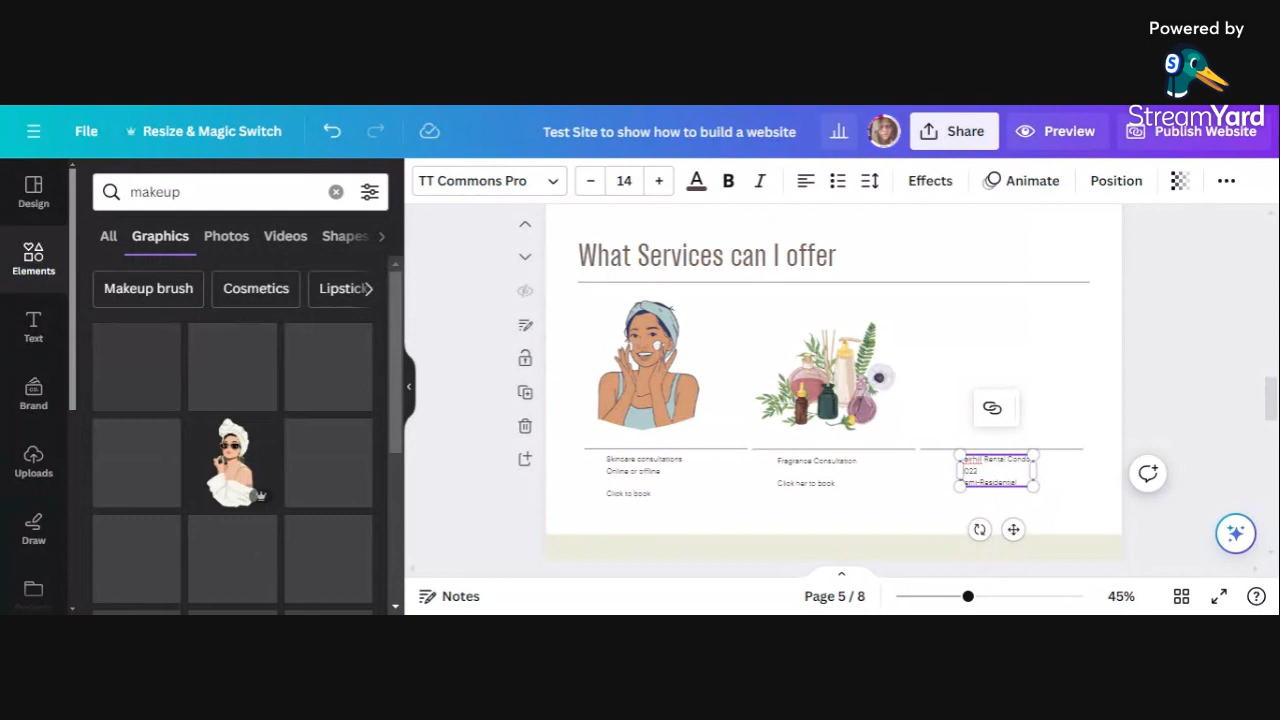 Powered by
StreamYard
File
Resize & Magic Switch
Test Site to show how to build a website
Share
Preview
Publish Website
Design
Elements
Text
Brand
Uploads
Draw
makeup
All
Graphics
Photos
Videos
Shapes
Makeup brush
Cosmetics
Lipstick
TT Commons Pro
14
A
B
I
Effects
Animate
Position
What Services can I offer
Skincare consultations
Online or offline
Click to book
Fragrance Consultation
Click her to book
Rental Condo
Notes
Page 5 / 8
45%